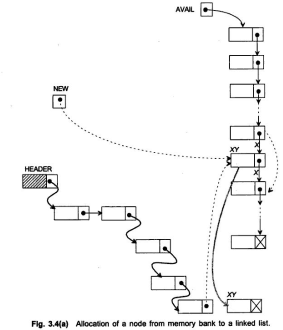 AVAIL
NEW
X
XY
X
HEADER
XY
Fig. 3.4(a) Allocation of a node from memory bank to a linked list.